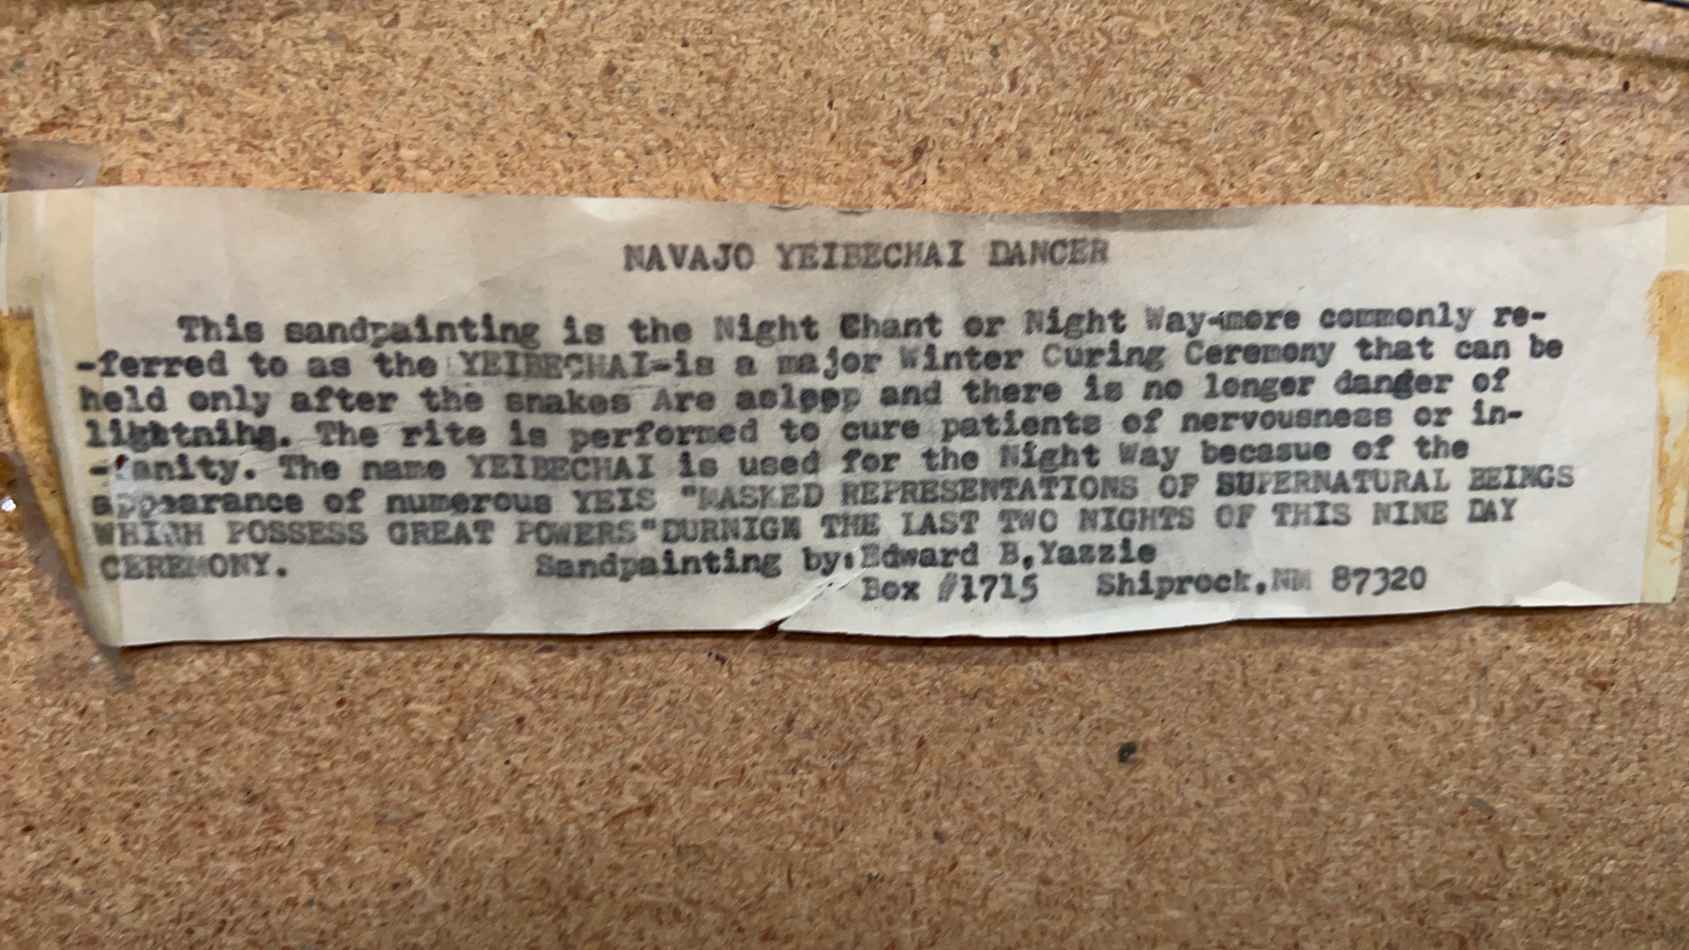 NAVAJO YEIBECHAI DANCER
This sandpainting is the Night Chant or Night Way-more commonly re-
-ferred to as the YEIBECHAI-is a major Winter Curing Ceremony that can be
held only after the snakes Are aslpep and there is no longer danger of
lightnihg. The rite is performed to cure patients of nervousness or in-
-sanity. The name YEIBECHAI is used for the Night Way becasue of the
appearance of numerous YEIS "MASKED REPRESENTATIONS OF SUPERNATURAL BEINGS
WHIHH POSSESS GREAT POWERS"DURNIGN THE LAST TWO NIGHTS OF THIS NINE DAY
CEREMONY. Sandpainting by:Edward B,Yazzie
Box #1715 Shiprock,NM 87320